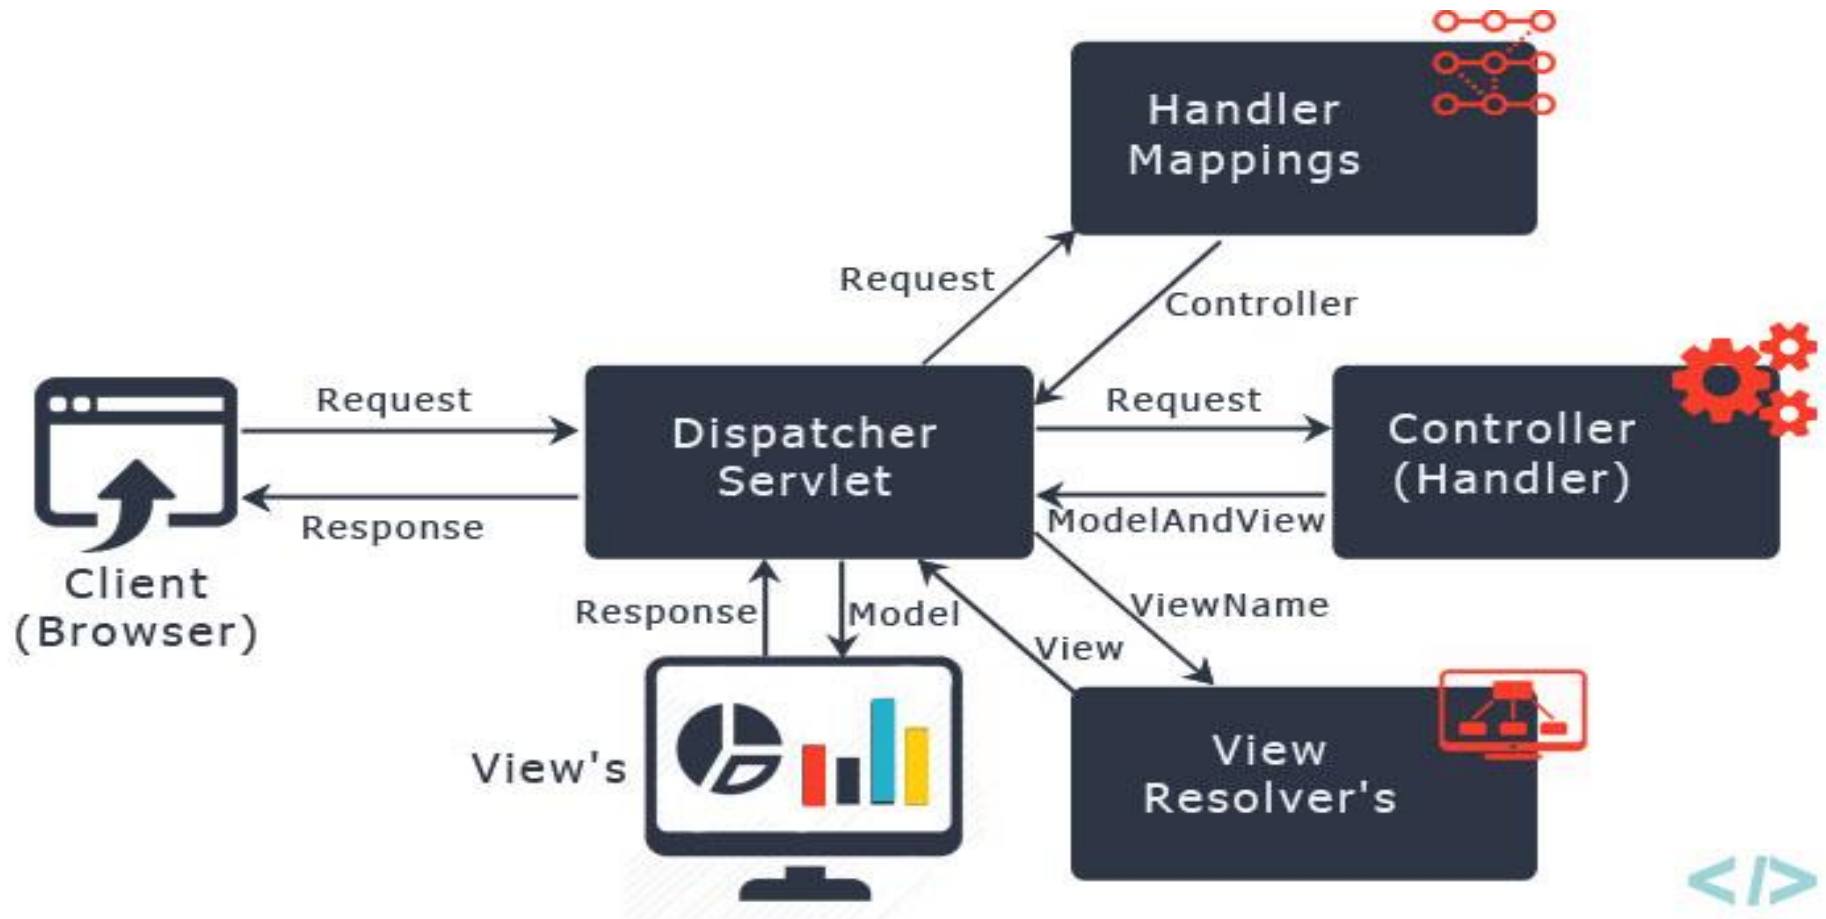 Handler
Mappings
Request
Controller
Request
Request
Dispatcher
Servlet
Controller
(Handler)
Response
ModelAndView
Client
(Browser)
Response
Model
ViewName
View
View's
View
Resolver's
</>